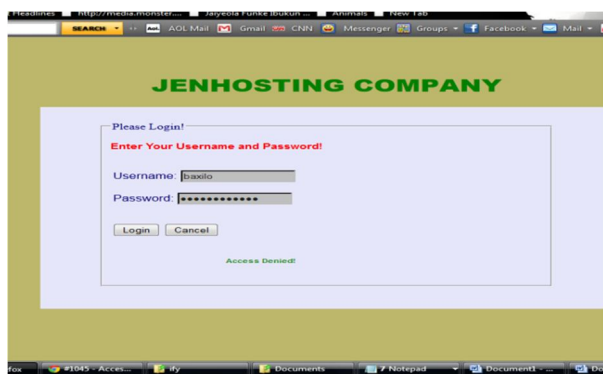 Headlines http://media.monster.... Jaiyeola Funke Ibukun ... Animals New Tab
SEARCH AOL Mail Gmail CNN Messenger Groups Facebook Mail
JENHOSTING COMPANY
Please Login!
Enter Your Username and Password!
Username: baxilo
Password: ••••••••••••
Login Cancel
Access Denied!
fox #1045 - Acces... ify Documents 7 Notepad Document1 - ... Do